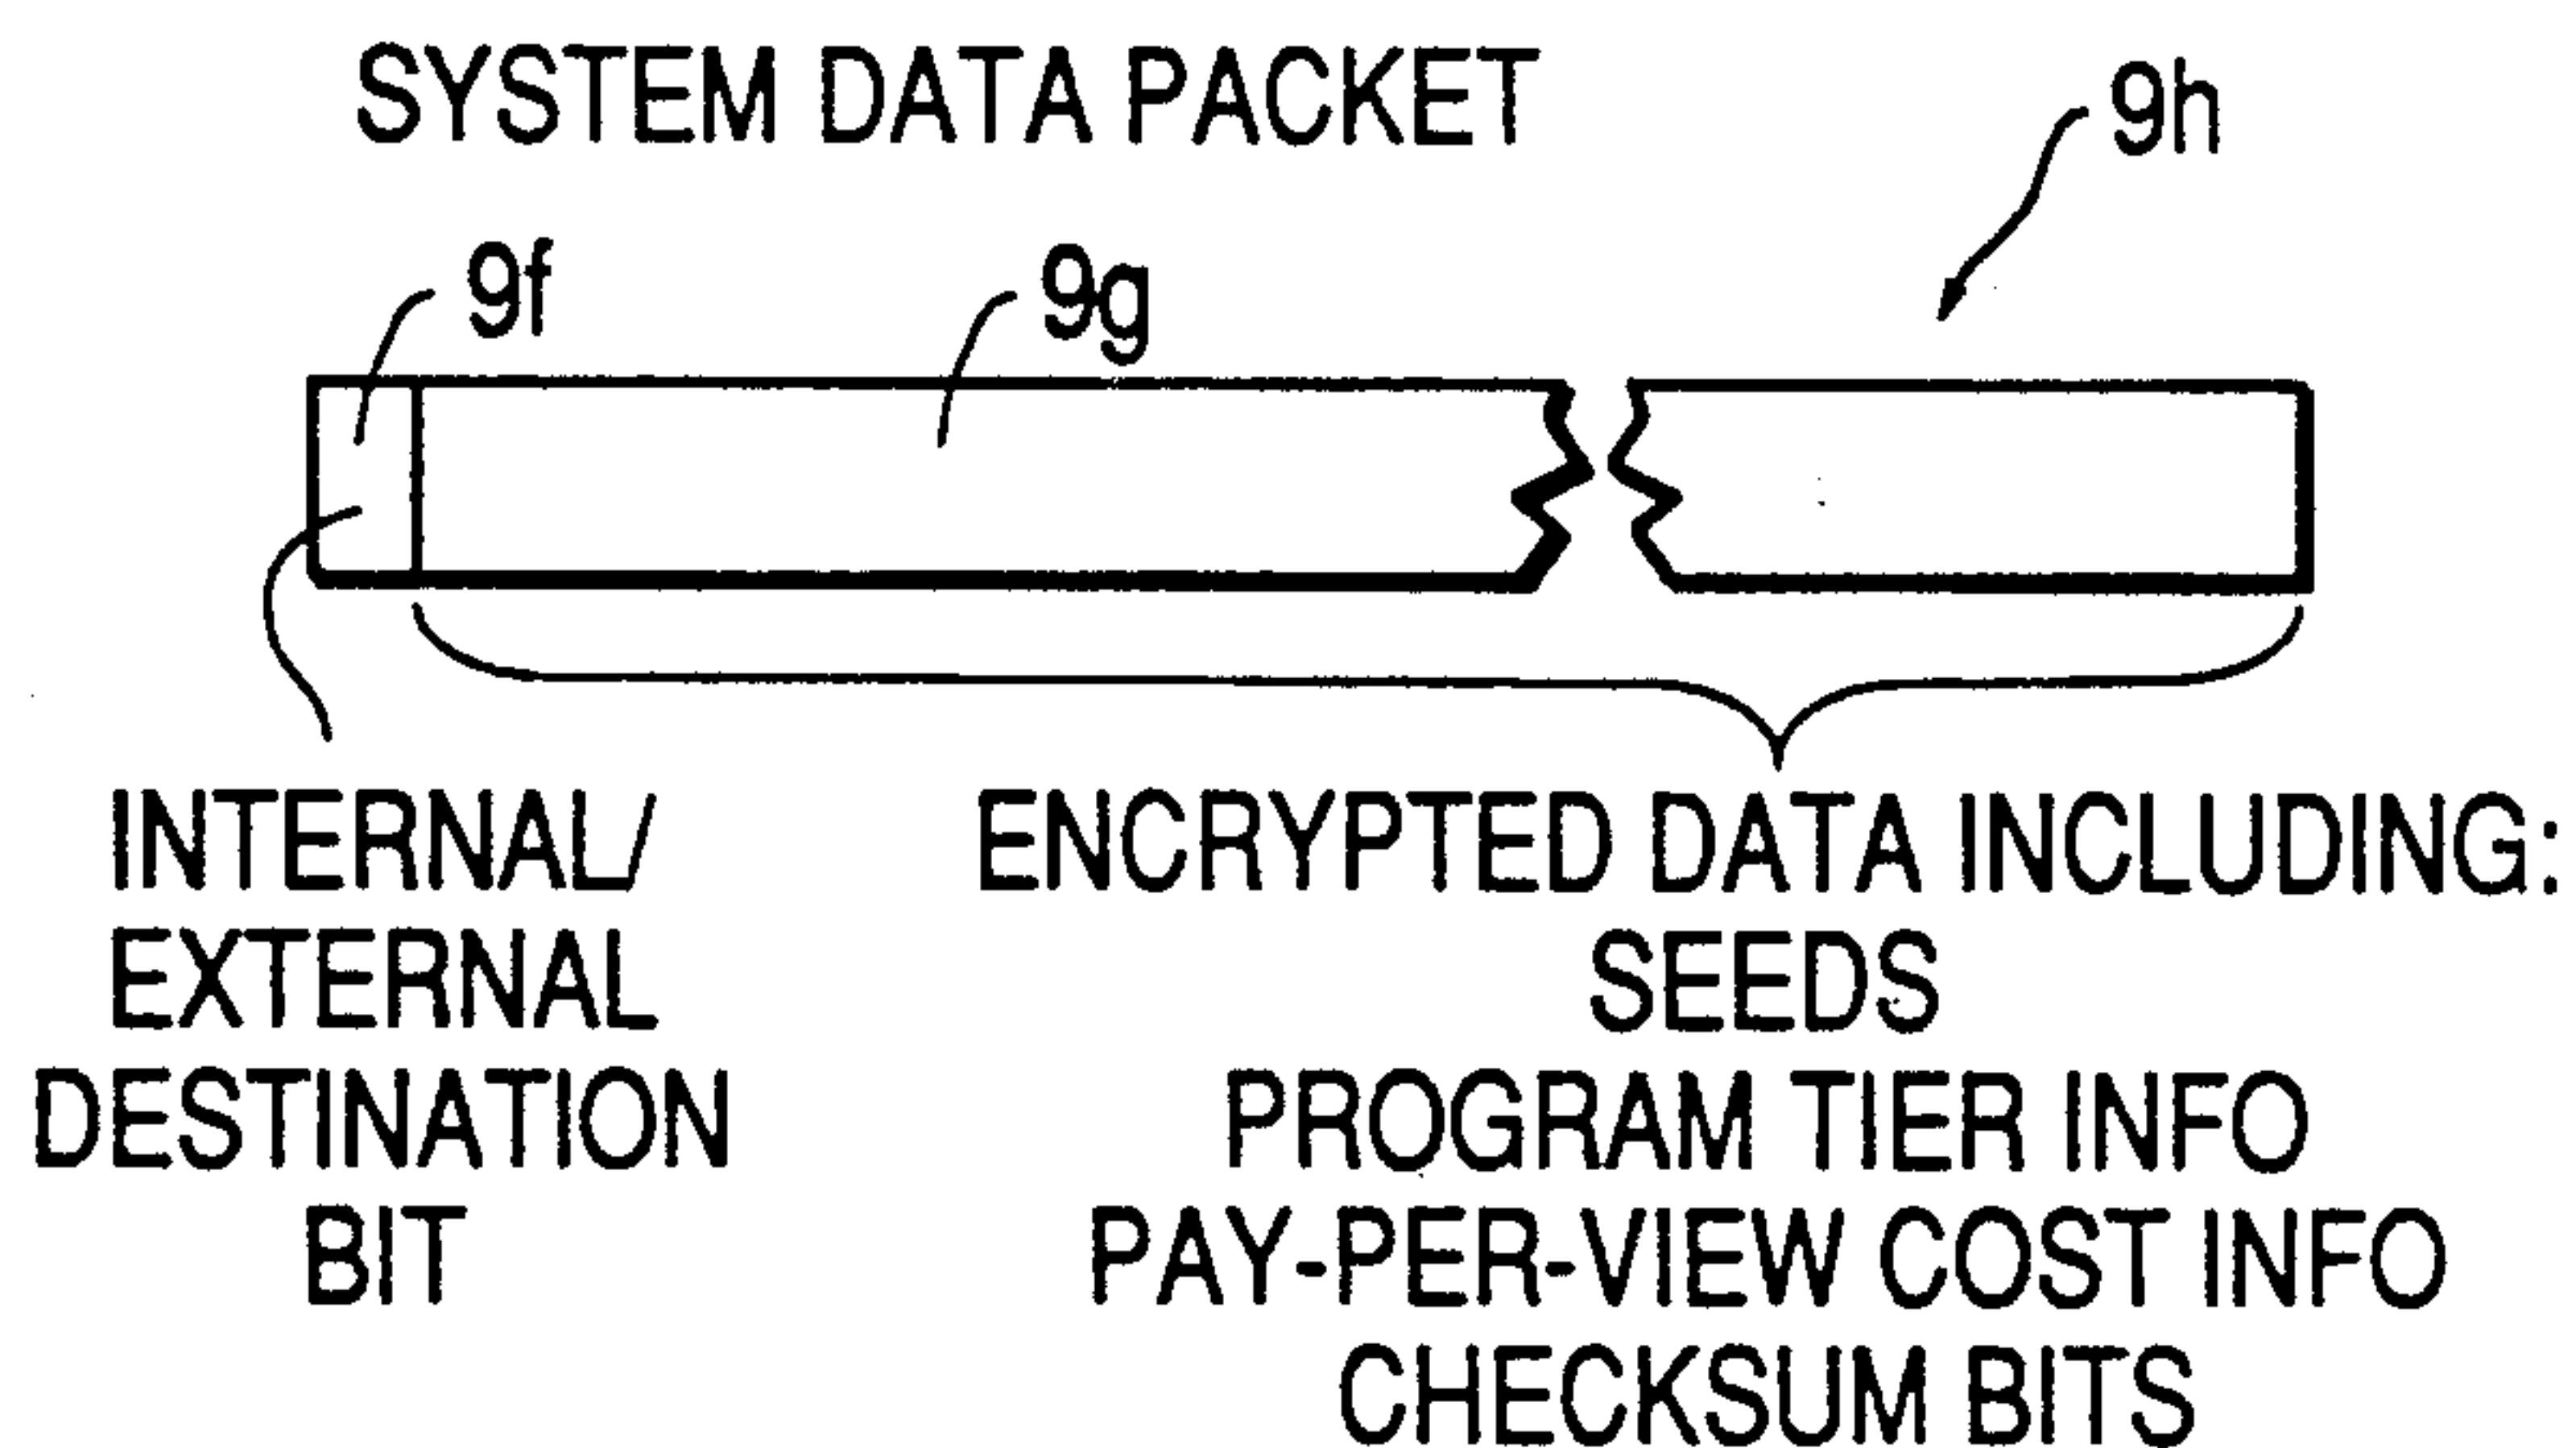 SYSTEM DATA PACKET
9h
9f
9g
INTERNAL/
EXTERNAL
DESTINATION
BIT
ENCRYPTED DATA INCLUDING:
SEEDS
PROGRAM TIER INFO
PAY-PER-VIEW COST INFO
CHECKSUM BITS